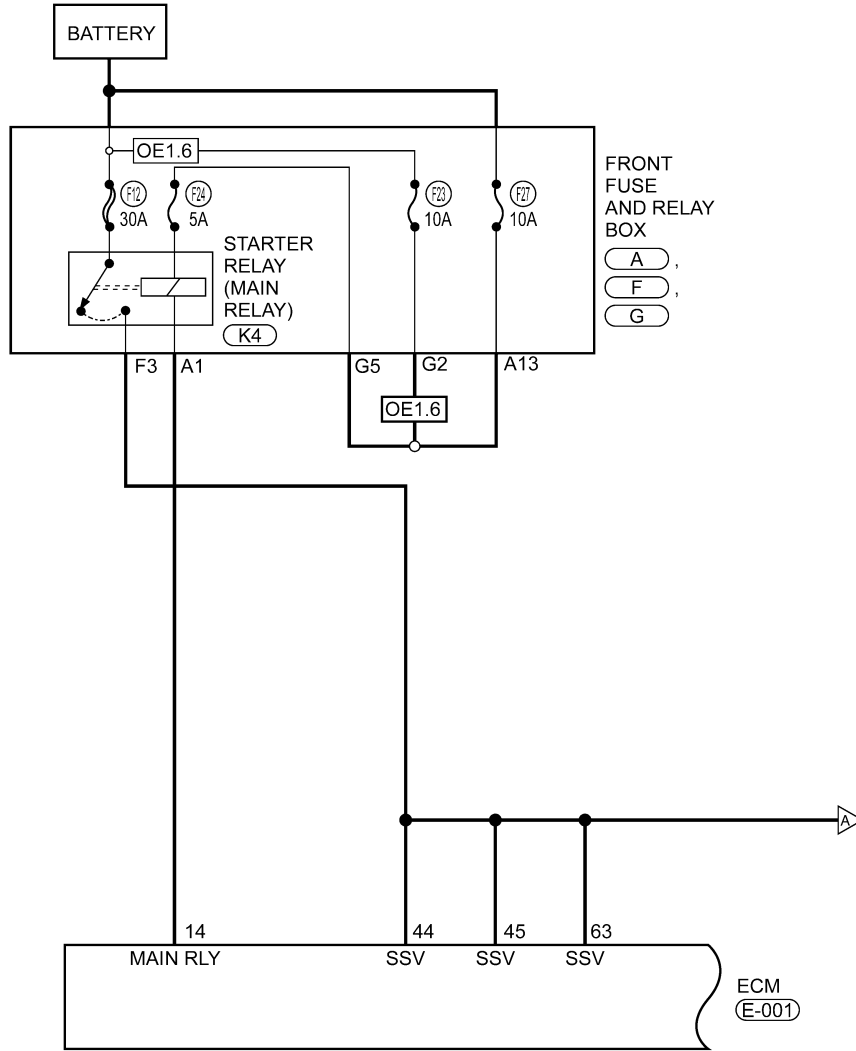 BATTERY
OE1.6
F12
30A
F24
5A
F23
10A
F27
10A
FRONT
FUSE
AND RELAY
BOX
A ,
F ,
G
STARTER
RELAY
(MAIN
RELAY)
K4
F3
A1
G5
G2
A13
OE1.6
A
14
44
45
63
MAIN RLY
SSV
SSV
SSV
ECM
E-001